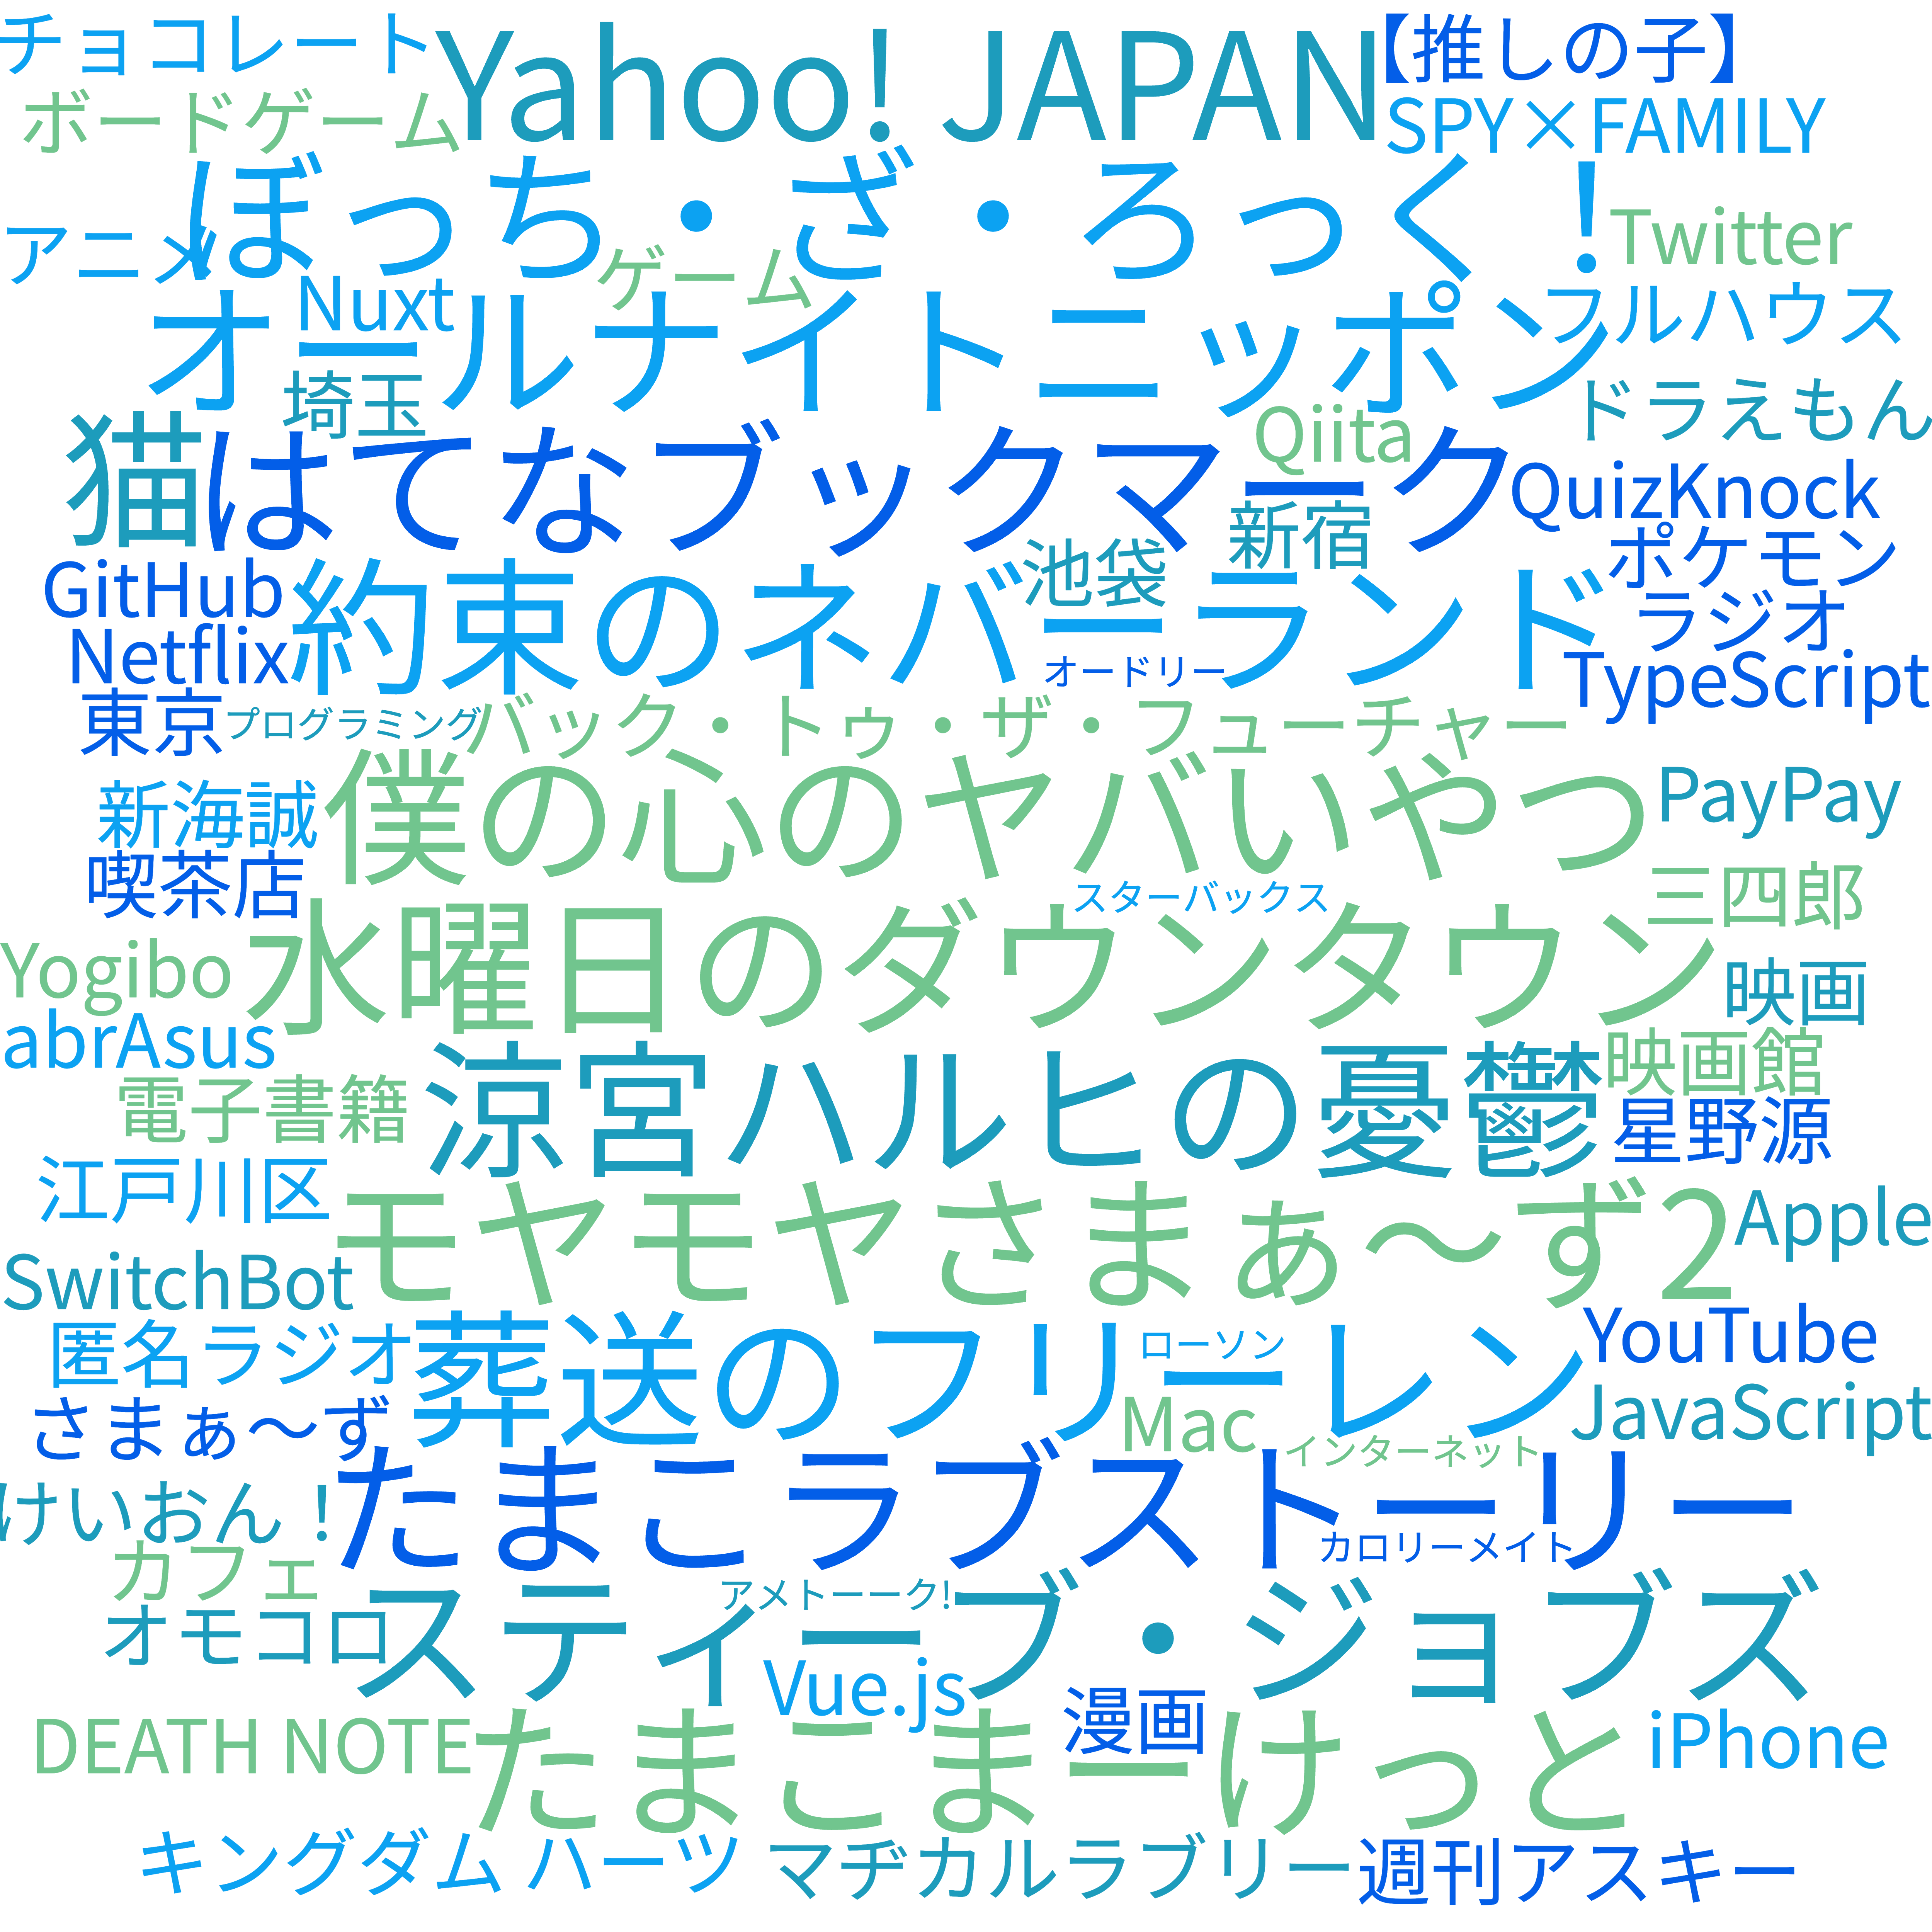 チョコレート
Yahoo! JAPAN
【推しの子】
ボードゲーム
SPY×FAMILY
ぼっち・ざ・ろっく!
アニメ
Twitter
ゲーム
Nuxt
オールナイトニッポン
フルハウス
埼玉
ドラえもん
Qiita
猫
はてなブックマーク
QuizKnock
新宿
ポケモン
池袋
GitHub
約束のネバーランド
ラジオ
Netflix
オードリー
TypeScript
東京
プログラミング
バック・トゥ・ザ・フューチャー
新海誠
僕の心のヤバいやつ
PayPay
喫茶店
スターバックス
三四郎
Yogibo
水曜日のダウンタウン
映画
abrAsus
映画館
電子書籍
涼宮ハルヒの憂鬱
星野源
江戸川区
モヤモヤさまぁ〜ず2
Apple
SwitchBot
匿名ラジオ
葬送のフリーレン
ローソン
YouTube
さまぁ〜ず
Mac
JavaScript
インターネット
けいおん!
たまこラブストーリー
カロリーメイト
カフェ
アメトーーク!
オモコロ
スティーブ・ジョブズ
Vue.js
漫画
DEATH NOTE
たまこまーけっと
iPhone
キングダム ハーツ
マヂカルラブリー
週刊アスキー